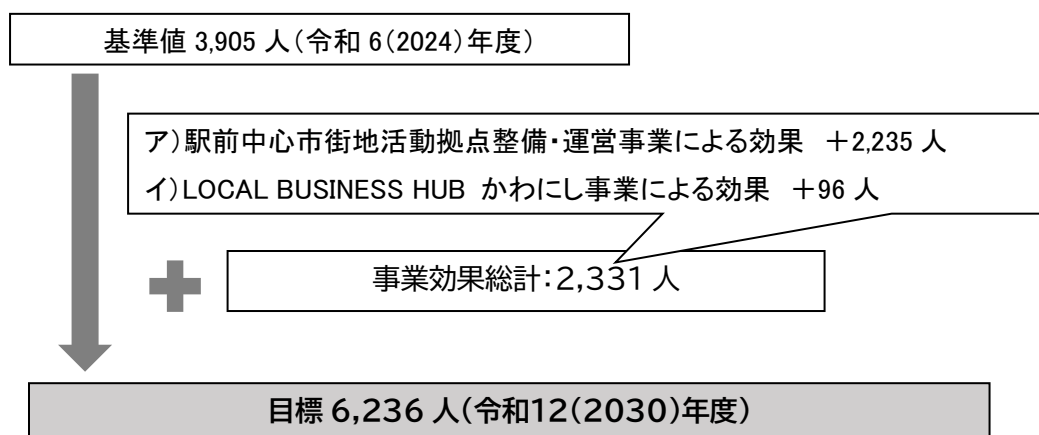 基準値 3,905 人(令和 6(2024)年度)
ア)駅前中心市街地活動拠点整備・運営事業による効果 +2,235 人
イ)LOCAL BUSINESS HUB かわにし事業による効果 +96 人
事業効果総計:2,331 人
目標 6,236 人(令和12(2030)年度)